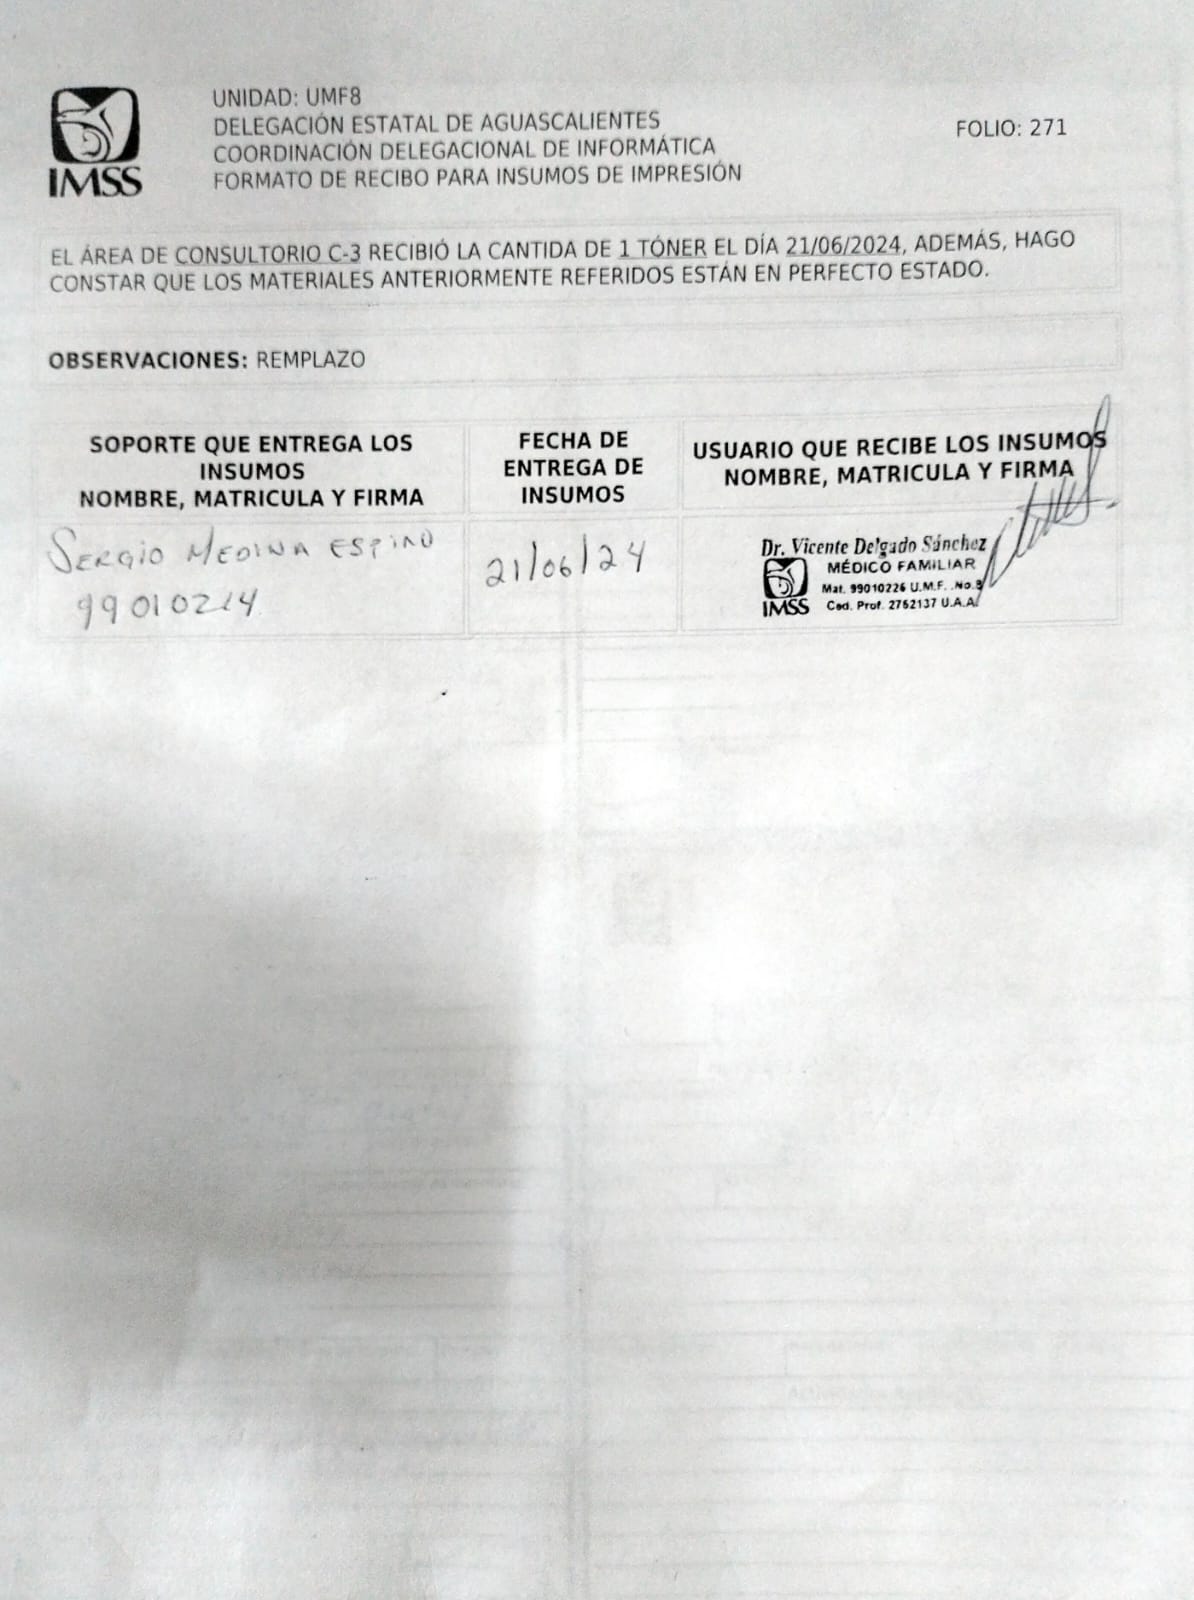 IMSS
UNIDAD: UMF8
DELEGACIÓN ESTATAL DE AGUASCALIENTES
COORDINACIÓN DELEGACIONAL DE INFORMÁTICA
FORMATO DE RECIBO PARA INSUMOS DE IMPRESIÓN
FOLIO: 271
EL ÁREA DE CONSULTORIO C-3 RECIBIÓ LA CANTIDA DE 1 TÓNER EL DÍA 21/06/2024, ADEMÁS, HAGO
CONSTAR QUE LOS MATERIALES ANTERIORMENTE REFERIDOS ESTÁN EN PERFECTO ESTADO.
OBSERVACIONES: REMPLAZO
SOPORTE QUE ENTREGA LOS
INSUMOS
NOMBRE, MATRICULA Y FIRMA
FECHA DE
ENTREGA DE
INSUMOS
USUARIO QUE RECIBE LOS INSUMOS
NOMBRE, MATRICULA Y FIRMA
SERGIO MEDINA ESPINO
99010214
21/06/24
Dr. Vicente Delgado Sánchez
MÉDICO FAMILIAR
Mat. 99010226 U.M.F. No.8
IMSS
Ced. Prof. 2752137 U.A.A.